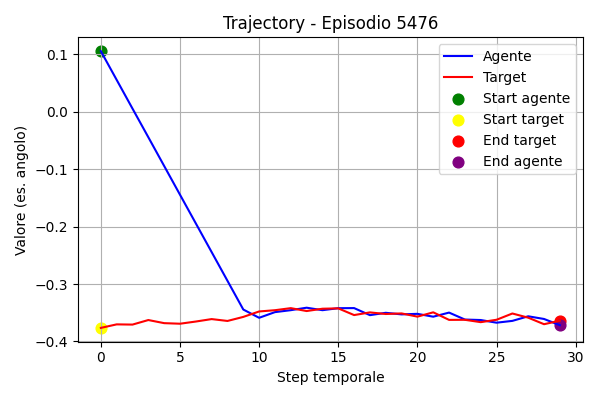 Trajectory - Episodio 5476
Valore (es. angolo)
0.1
0.0
−0.1
−0.2
−0.3
−0.4
0 5 10 15 20 25 30
Step temporale
Agente
Target
Start agente
Start target
End target
End agente